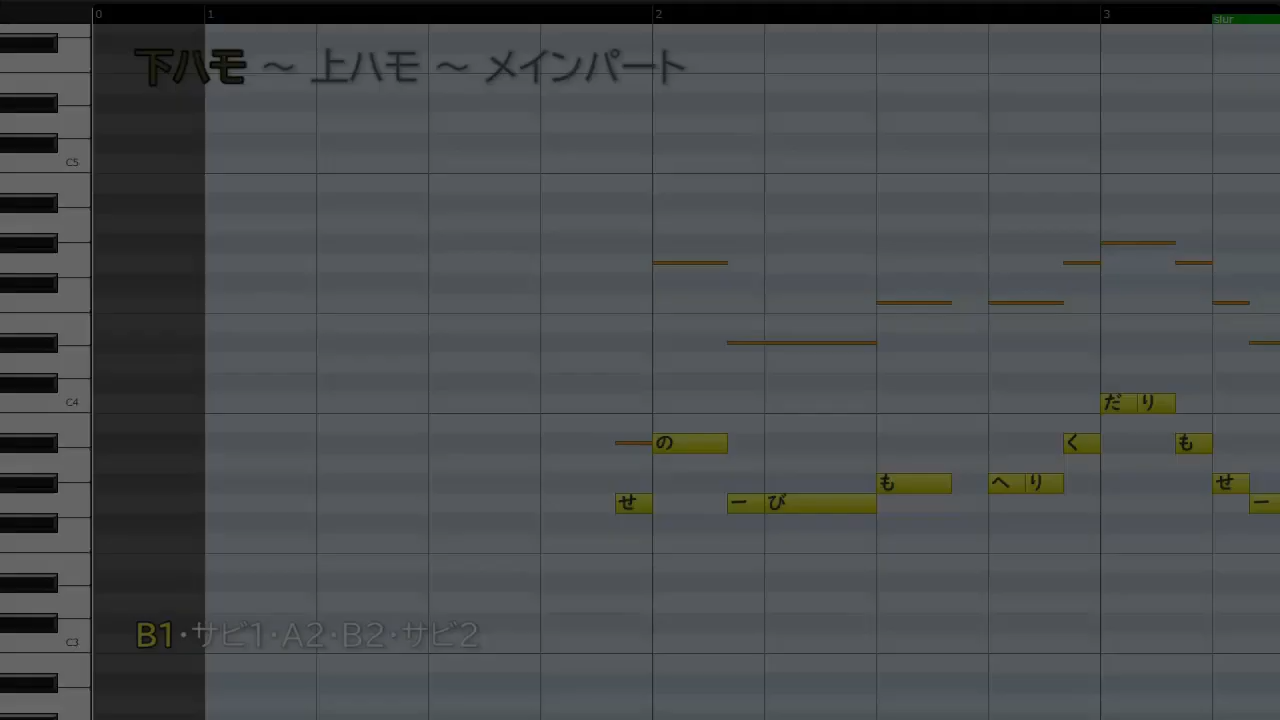 0 1 2 3
slur
下ハモ ～ 上ハモ ～ メインパート
C5
C4
だ り
の く も
も へ り せ
せ ー び ー
B1・サビ1・A2・B2・サビ2
C3